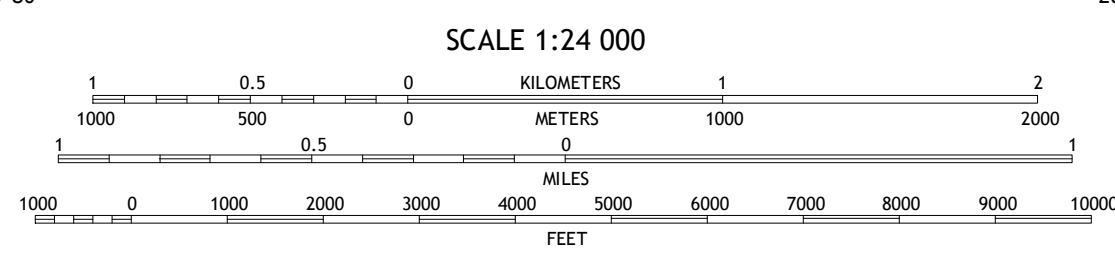 SCALE 1:24 000
1 0.5 0 KILOMETERS 1 2
1000 500 0 METERS 1000 2000
1 0.5 0 1
MILES
1000 0 1000 2000 3000 4000 5000 6000 7000 8000 9000 10000
FEET